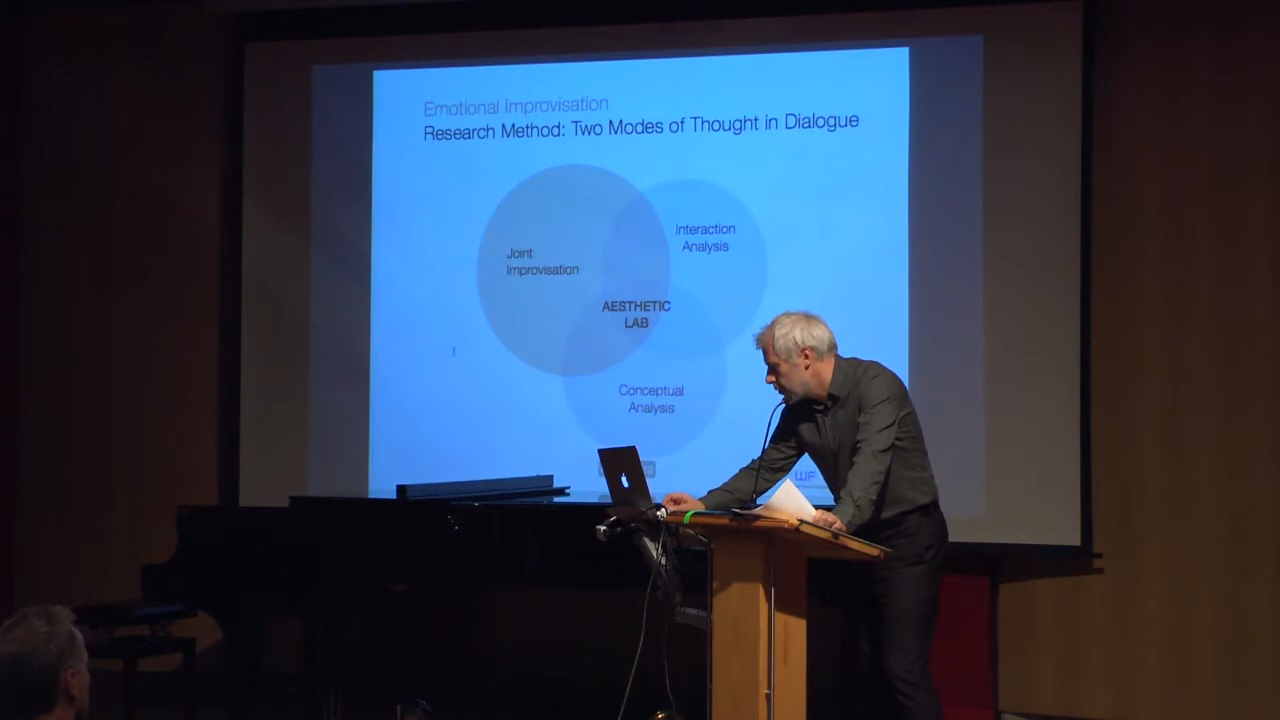 Emotional Improvisation
Research Method: Two Modes of Thought in Dialogue
Interaction
Analysis
Joint
Improvisation
AESTHETIC
LAB
Conceptual
Analysis